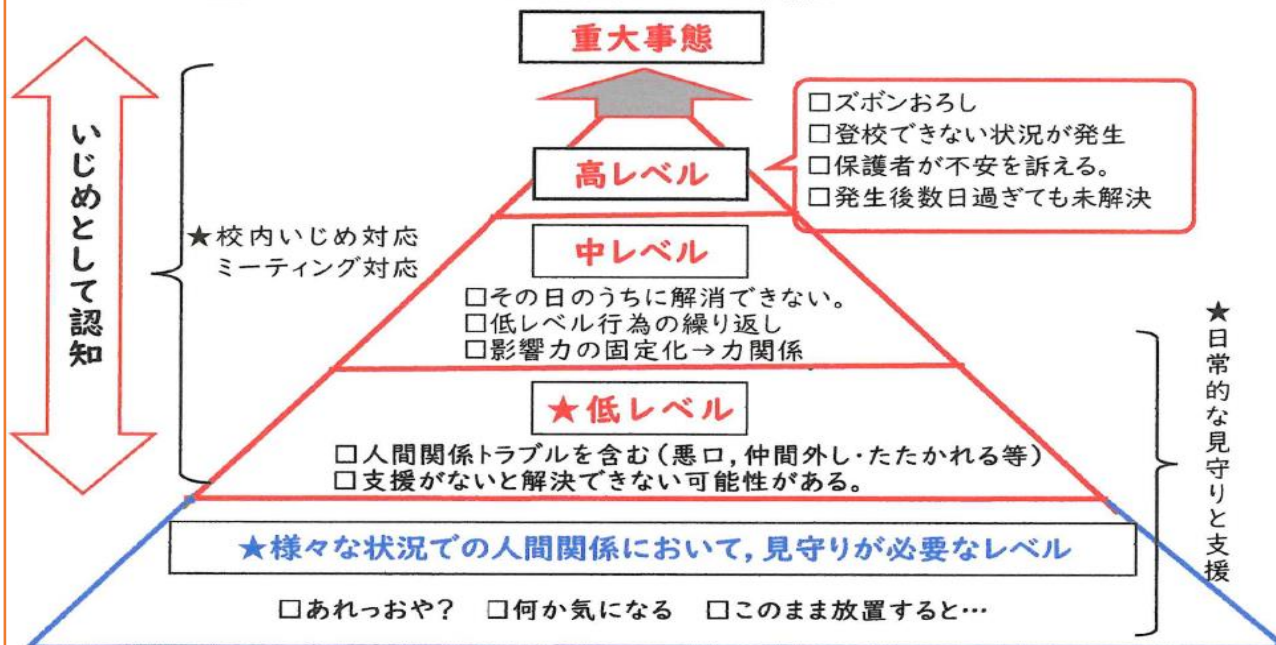 重大事態
いじめとして認知
★校内いじめ対応
ミーティング対応
高レベル
□ズボンおろし
□登校できない状況が発生
□保護者が不安を訴える。
□発生後数日過ぎても未解決
中レベル
□その日のうちに解消できない。
□低レベル行為の繰り返し
□影響力の固定化→力関係
★低レベル
□人間関係トラブルを含む(悪口,仲間外し・たたかれる等)
□支援がないと解決できない可能性がある。
★日常的な見守りと支援
★様々な状況での人間関係において,見守りが必要なレベル
□あれっおや? □何か気になる □このまま放置すると…